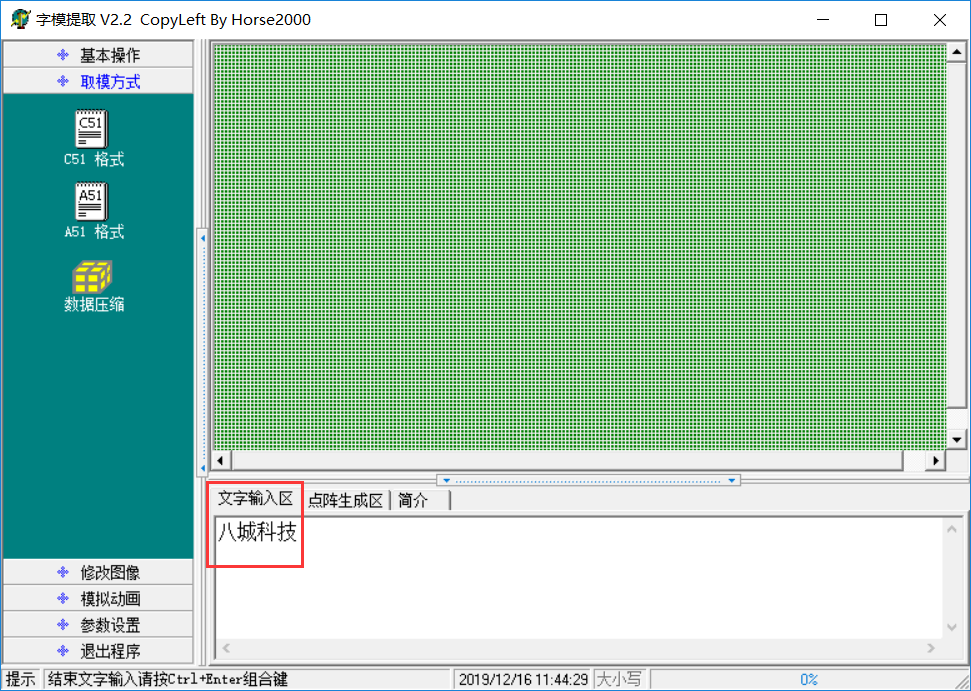 字模提取 V2.2 CopyLeft By Horse2000
基本操作
取模方式
C51
C51 格式
A51
A51 格式
数据压缩
修改图像
模拟动画
参数设置
退出程序
文字输入区 点阵生成区 简介
八城科技
提示 结束文字输入请按Ctrl+Enter组合键 2019/12/16 11:44:29 大小写 0%